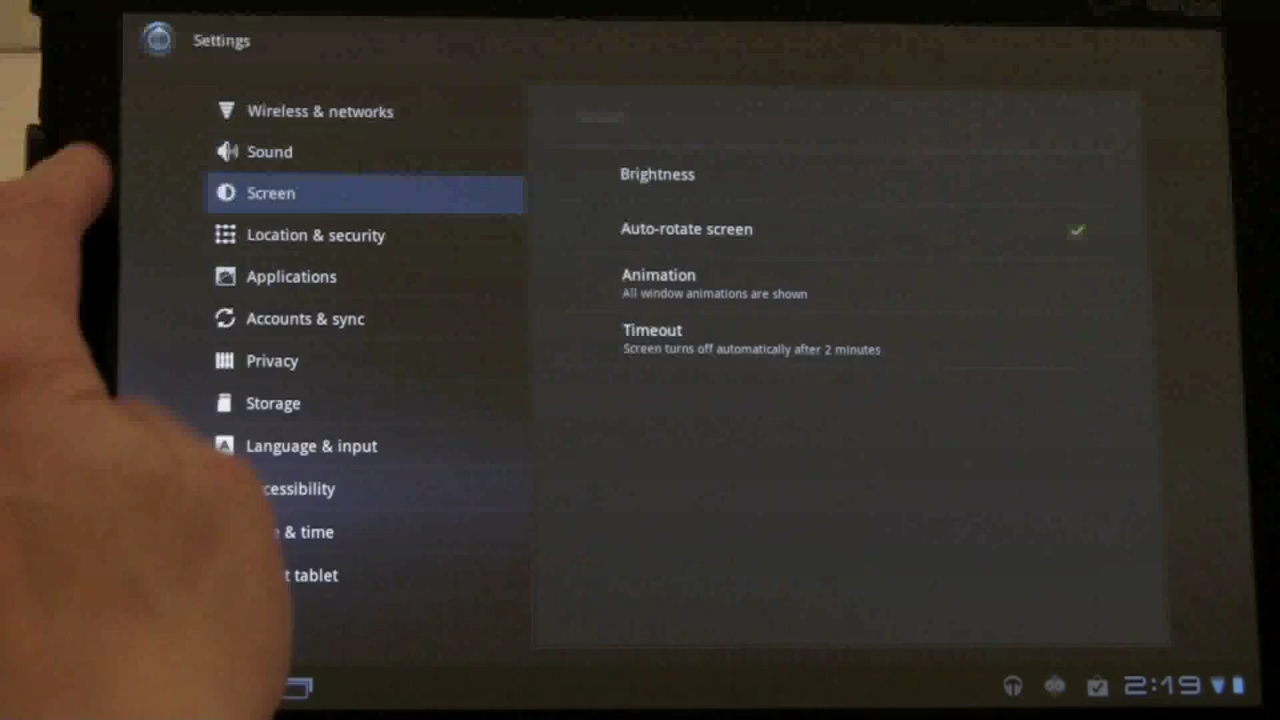 Settings
Wireless & networks
Sound
Screen
Location & security
Applications
Accounts & sync
Privacy
Storage
Language & input
cessibility
& time
t tablet
Brightness
Auto-rotate screen
Animation
All window animations are shown
Timeout
Screen turns off automatically after 2 minutes
2:19